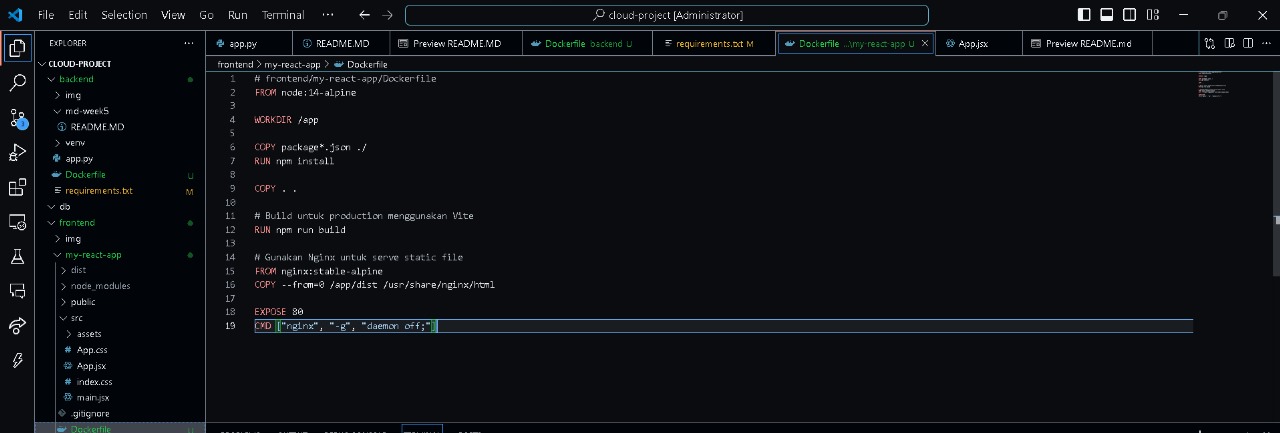 File Edit Selection View Go Run Terminal ··· cloud-project [Administrator]
EXPLORER ···
app.py README.MD Preview README.MD Dockerfile backend U requirements.txt M Dockerfile ...\my-react-app U App.jsx Preview README.md ···
CLOUD-PROJECT
backend
img
md-week5
README.MD
venv
app.py
Dockerfile U
requirements.txt M
db
frontend
img
my-react-app
dist
node_modules
public
src
assets
App.css
App.jsx
index.css
main.jsx
.gitignore
Dockerfile
frontend > my-react-app > Dockerfile
1 # frontend/my-react-app/Dockerfile
2 FROM node:14-alpine
3
4 WORKDIR /app
5
6 COPY package*.json ./
7 RUN npm install
8
9 COPY . .
10
11 # Build untuk production menggunakan Vite
12 RUN npm run build
13
14 # Gunakan Nginx untuk serve static file
15 FROM nginx:stable-alpine
16 COPY --from=0 /app/dist /usr/share/nginx/html
17
18 EXPOSE 80
19 CMD ["nginx", "-g", "daemon off;"]